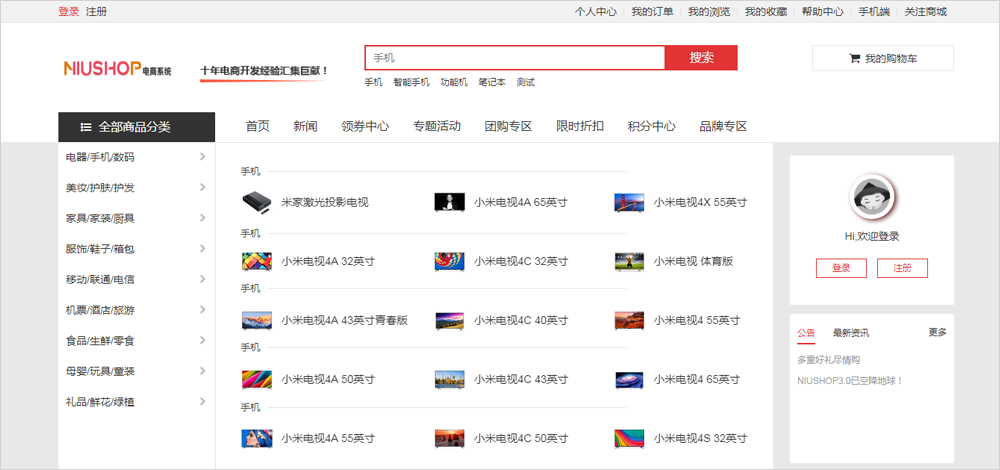 登录 注册 个人中心 我的订单 我的浏览 我的收藏 帮助中心 手机端 关注商城
NIUSHOP电商系统 十年电商开发经验汇集巨献！ 手机 搜索 我的购物车
手机 智能手机 功能机 笔记本 测试
全部商品分类 首页 新闻 领券中心 专题活动 团购专区 限时折扣 积分中心 品牌专区
电器/手机/数码
美妆/护肤/护发
家具/家装/厨具
服饰/鞋子/箱包
移动/联通/电信
机票/酒店/旅游
食品/生鲜/零食
母婴/玩具/童装
礼品/鲜花/绿植
手机
米家激光投影电视 小米电视4A 65英寸 小米电视4X 55英寸
手机
小米电视4A 32英寸 小米电视4C 32英寸 小米电视 体育版
手机
小米电视4A 43英寸青春版 小米电视4C 40英寸 小米电视4 55英寸
手机
小米电视4A 50英寸 小米电视4C 43英寸 小米电视4 65英寸
手机
小米电视4A 55英寸 小米电视4C 50英寸 小米电视4S 32英寸
Hi,欢迎登录
登录 注册
公告 最新资讯 更多
多重好礼尽情购
NIUSHOP3.0已空降地球！